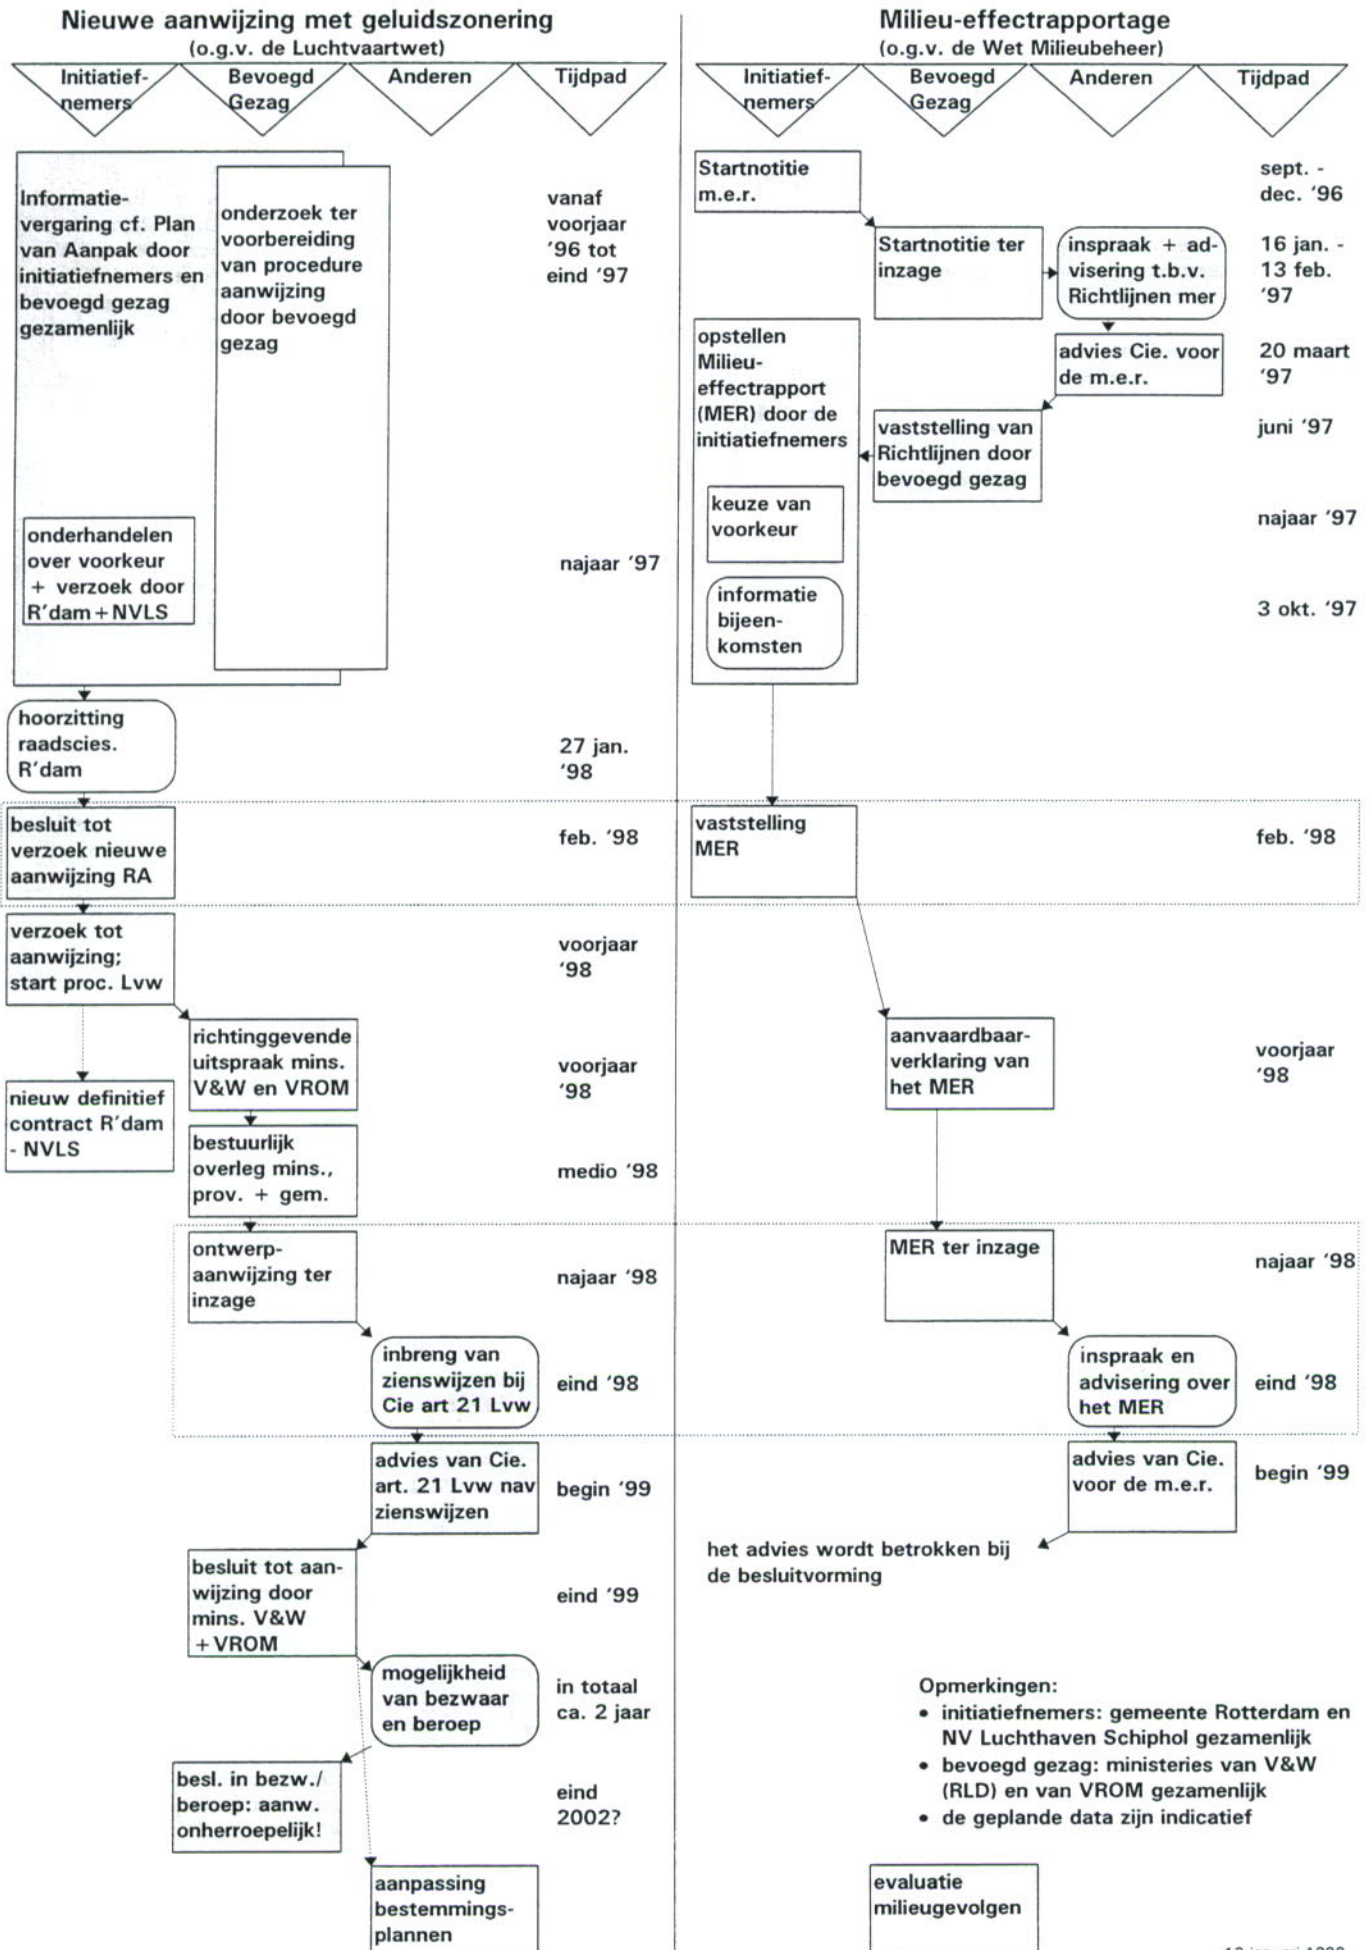 Nieuwe aanwijzing met geluidszonering
(o.g.v. de Luchtvaartwet)
Initiatief-
nemers
Bevoegd
Gezag
Anderen
Tijdpad
Informatie-
vergaring cf. Plan
van Aanpak door
initiatiefnemers en
bevoegd gezag
gezamenlijk
onderzoek ter
voorbereiding
van procedure
aanwijzing
door bevoegd
gezag
vanaf
voorjaar
'96 tot
eind '97
onderhandelen
over voorkeur
+ verzoek door
R'dam+NVLS
najaar '97
hoorzitting
raadscies.
R'dam
27 jan.
'98
besluit tot
verzoek nieuwe
aanwijzing RA
feb. '98
verzoek tot
aanwijzing;
start proc. Lvw
voorjaar
'98
richtinggevende
uitspraak mins.
V&W en VROM
voorjaar
'98
nieuw definitief
contract R'dam
- NVLS
bestuurlijk
overleg mins.,
prov. + gem.
medio '98
ontwerp-
aanwijzing ter
inzage
najaar '98
inbreng van
zienswijzen bij
Cie art 21 Lvw
eind '98
advies van Cie.
art. 21 Lvw nav
zienswijzen
begin '99
besluit tot aan-
wijzing door
mins. V&W
+VROM
eind '99
mogelijkheid
van bezwaar
en beroep
in totaal
ca. 2 jaar
besl. in bezw./
beroep: aanw.
onherroepelijk!
eind
2002?
aanpassing
bestemmings-
plannen
Milieu-effectrapportage
(o.g.v. de Wet Milieubeheer)
Initiatief-
nemers
Bevoegd
Gezag
Anderen
Tijdpad
Startnotitie
m.e.r.
sept. -
dec. '96
Startnotitie ter
inzage
inspraak + ad-
visering t.b.v.
Richtlijnen mer
16 jan. -
13 feb.
'97
opstellen
Milieu-
effectrapport
(MER) door de
initiatiefnemers
advies Cie. voor
de m.e.r.
20 maart
'97
vaststelling van
Richtlijnen door
bevoegd gezag
juni '97
keuze van
voorkeur
najaar '97
informatie
bijeen-
komsten
3 okt. '97
vaststelling
MER
feb. '98
aanvaardbaar-
verklaring van
het MER
voorjaar
'98
MER ter inzage
najaar '98
inspraak en
advisering over
het MER
eind '98
advies van Cie.
voor de m.e.r.
begin '99
het advies wordt betrokken bij
de besluitvorming
Opmerkingen:
• initiatiefnemers: gemeente Rotterdam en
NV Luchthaven Schiphol gezamenlijk
• bevoegd gezag: ministeries van V&W
(RLD) en van VROM gezamenlijk
• de geplande data zijn indicatief
evaluatie
milieugevolgen